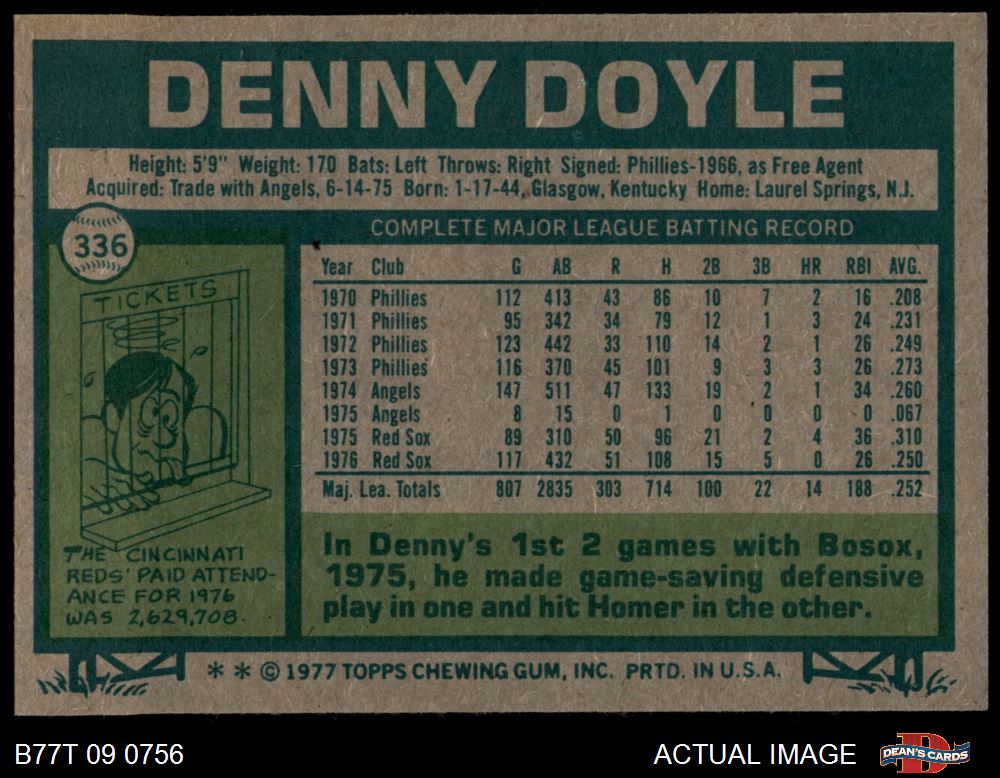 DENNY DOYLE
Height: 5'9" Weight: 170 Bats: Left Throws: Right Signed: Phillies-1966, as Free Agent
Acquired: Trade with Angels, 6-14-75 Born: 1-17-44, Glasgow, Kentucky Home: Laurel Springs, N.J.
336
TICKETS
THE CINCINNATI
REDS' PAID ATTEND-
ANCE FOR 1976
WAS 2,629,708.
COMPLETE MAJOR LEAGUE BATTING RECORD
Year Club G AB R H 2B 3B HR RBI AVG.
1970 Phillies 112 413 43 86 10 7 2 16 .208
1971 Phillies 95 342 34 79 12 1 3 24 .231
1972 Phillies 123 442 33 110 14 2 1 26 .249
1973 Phillies 116 370 45 101 9 3 3 26 .273
1974 Angels 147 511 47 133 19 2 1 34 .260
1975 Angels 8 15 0 1 0 0 0 0 .067
1975 Red Sox 89 310 50 96 21 2 4 36 .310
1976 Red Sox 117 432 51 108 15 5 0 26 .250
Maj. Lea. Totals 807 2835 303 714 100 22 14 188 .252
In Denny's 1st 2 games with Bosox,
1975, he made game-saving defensive
play in one and hit Homer in the other.
* * © 1977 TOPPS CHEWING GUM, INC. PRTD. IN U.S.A.
B77T 09 0756
ACTUAL IMAGE
D
DEAN'S CARDS